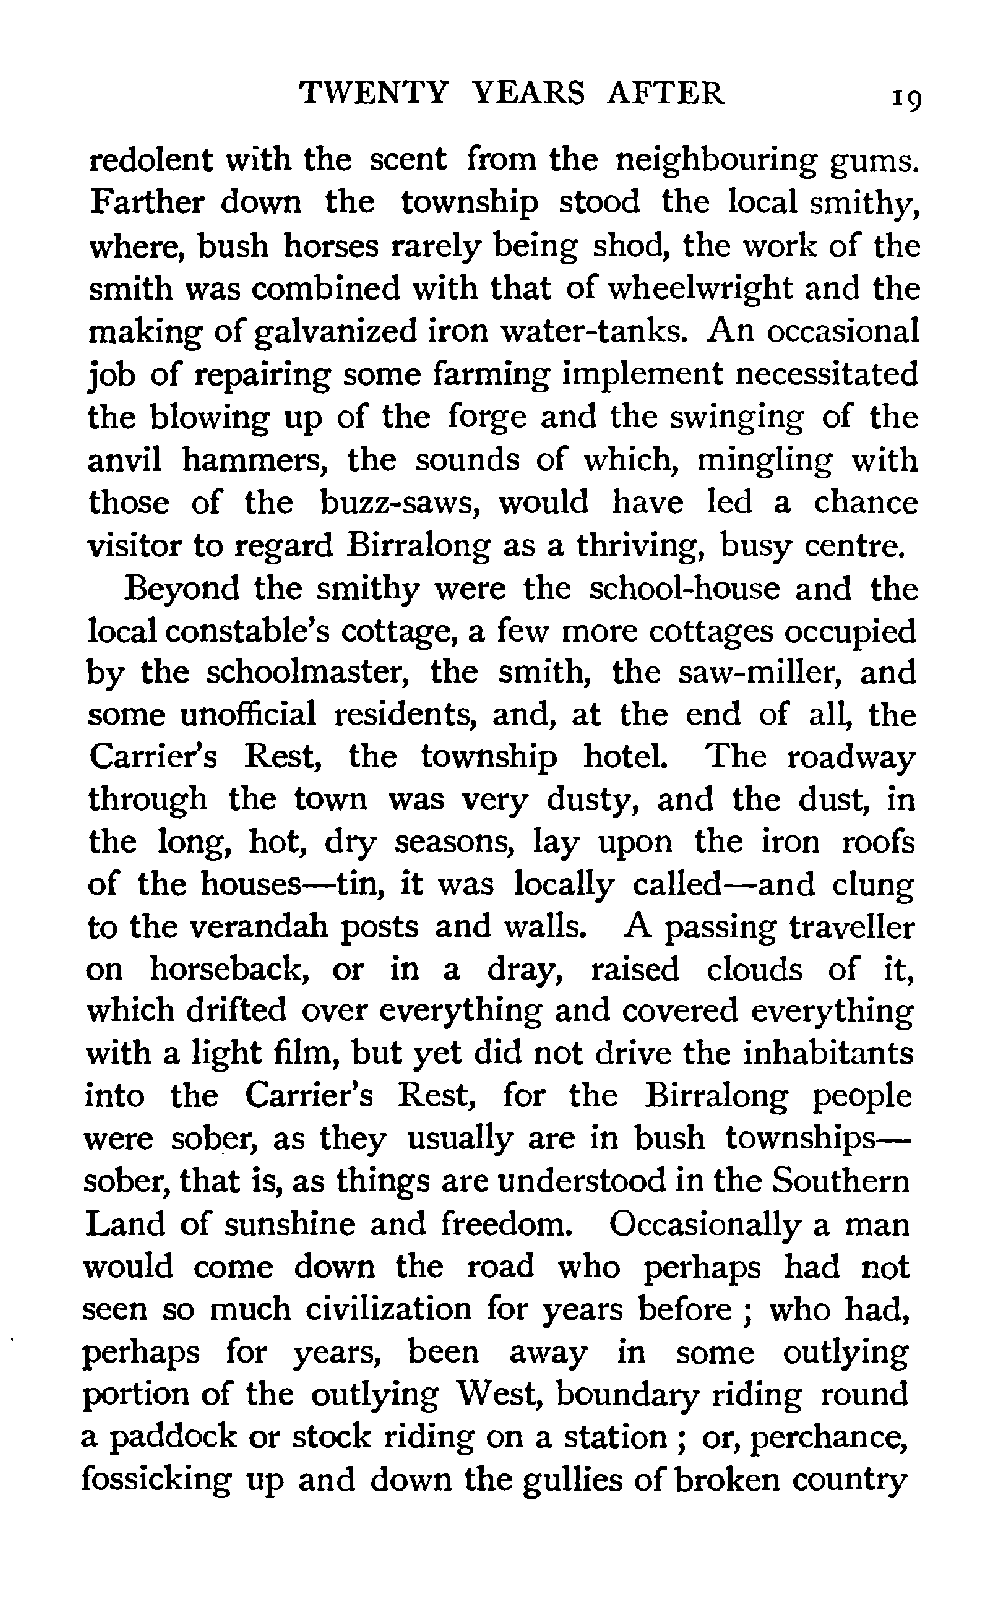 TWENTY YEARS AFTER 19
redolent with the scent from the neighbouring gums.
Farther down the township stood the local smithy,
where, bush horses rarely being shod, the work of the
smith was combined with that of wheelwright and the
making of galvanized iron water-tanks. An occasional
job of repairing some farming implement necessitated
the blowing up of the forge and the swinging of the
anvil hammers, the sounds of which, mingling with
those of the buzz-saws, would have led a chance
visitor to regard Birralong as a thriving, busy centre.
Beyond the smithy were the school-house and the
local constable's cottage, a few more cottages occupied
by the schoolmaster, the smith, the saw-miller, and
some unofficial residents, and, at the end of all, the
Carrier's Rest, the township hotel. The roadway
through the town was very dusty, and the dust, in
the long, hot, dry seasons, lay upon the iron roofs
of the houses—tin, it was locally called—and clung
to the verandah posts and walls. A passing traveller
on horseback, or in a dray, raised clouds of it,
which drifted over everything and covered everything
with a light film, but yet did not drive the inhabitants
into the Carrier's Rest, for the Birralong people
were sober, as they usually are in bush townships—
sober, that is, as things are understood in the Southern
Land of sunshine and freedom. Occasionally a man
would come down the road who perhaps had not
seen so much civilization for years before ; who had,
perhaps for years, been away in some outlying
portion of the outlying West, boundary riding round
a paddock or stock riding on a station ; or, perchance,
fossicking up and down the gullies of broken country